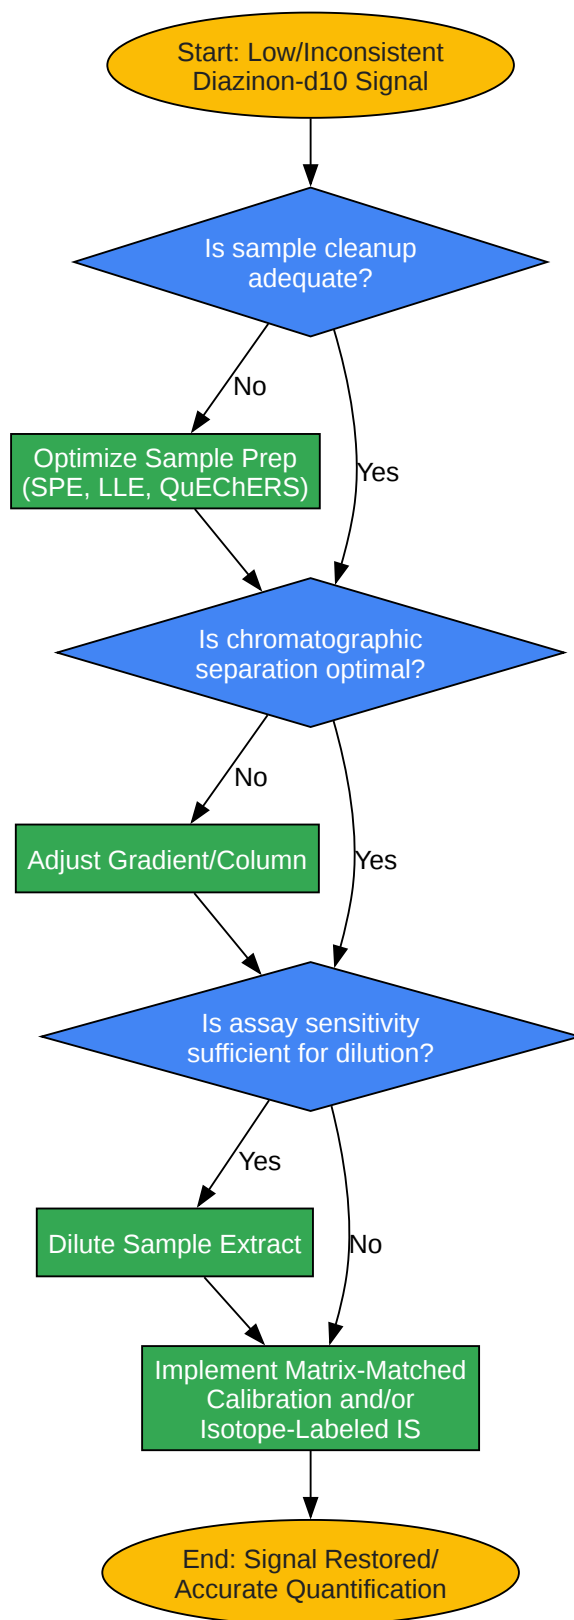 Start: Low/Inconsistent
Diazinon-d10 Signal
Is sample cleanup
adequate?
No
Yes
Optimize Sample Prep
(SPE, LLE, QuEChERS)
Is chromatographic
separation optimal?
No
Yes
Adjust Gradient/Column
Is assay sensitivity
sufficient for dilution?
Yes
No
Dilute Sample Extract
Implement Matrix-Matched
Calibration and/or
Isotope-Labeled IS
End: Signal Restored/
Accurate Quantification